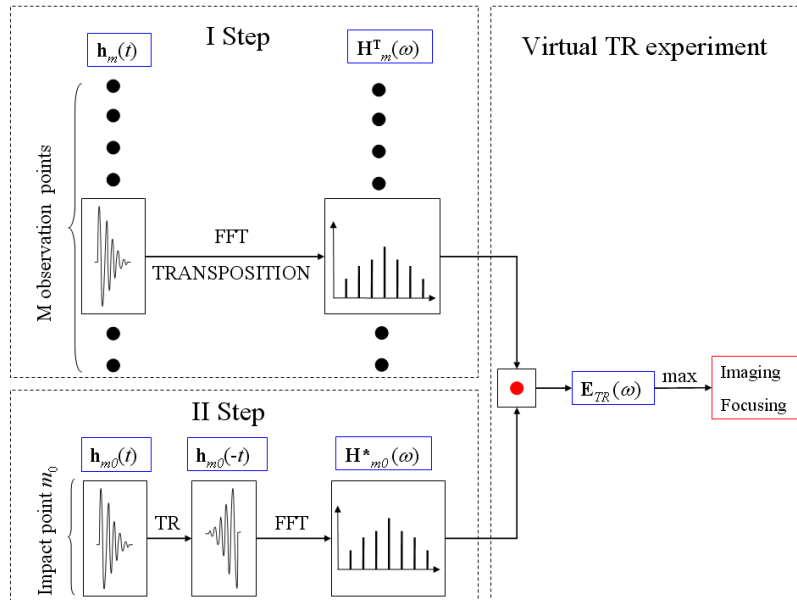 I Step
Virtual TR experiment
h_m(t)
H^T_m(ω)
M observation points
FFT
TRANSPOSITION
E_TR(ω)
max
Imaging
Focusing
II Step
h_m0(t)
h_m0(-t)
H*_m0(ω)
Impact point m_0
TR
FFT